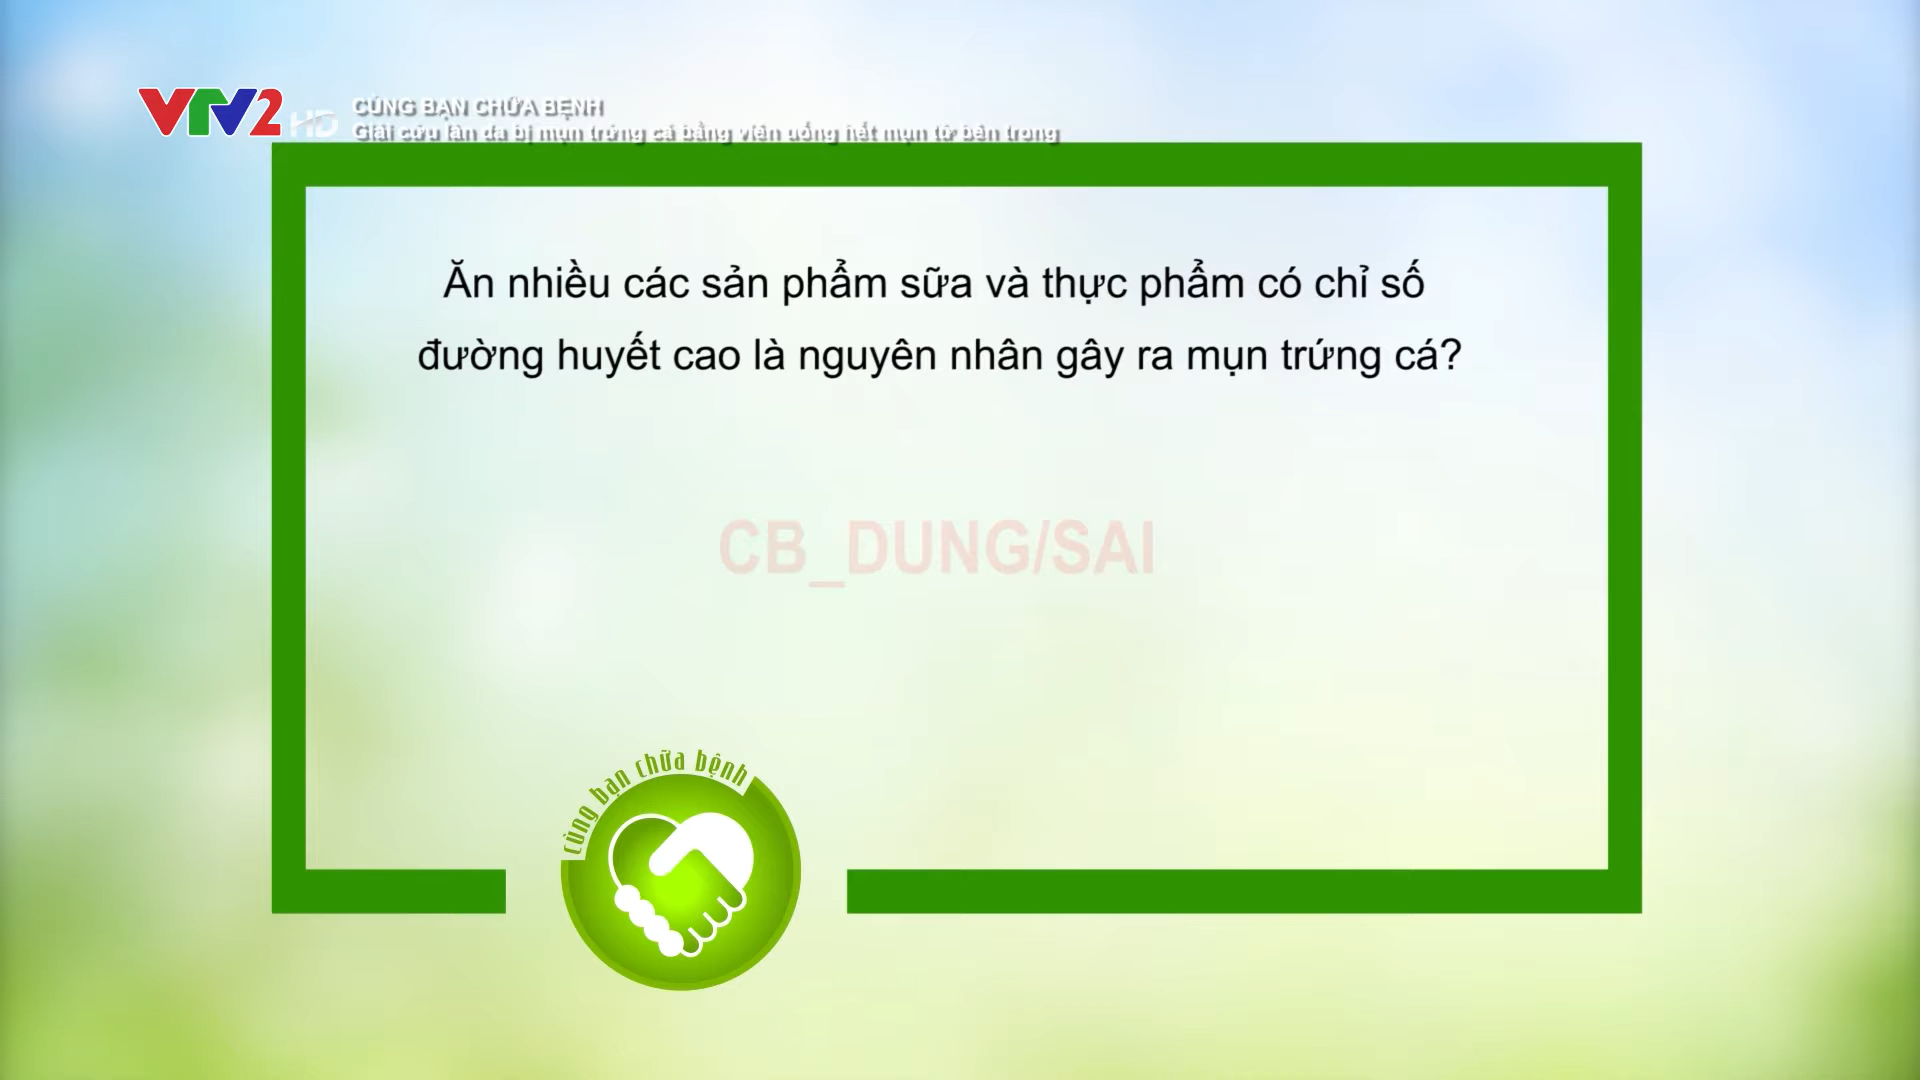 VTV2 HD
CÙNG BẠN CHỮA BỆNH
Giải cứu làn da bị mụn trứng cá bằng viên uống hết mụn từ bên trong
Ăn nhiều các sản phẩm sữa và thực phẩm có chỉ số
đường huyết cao là nguyên nhân gây ra mụn trứng cá?
CB_DUNG/SAI
cùng bạn chữa bệnh